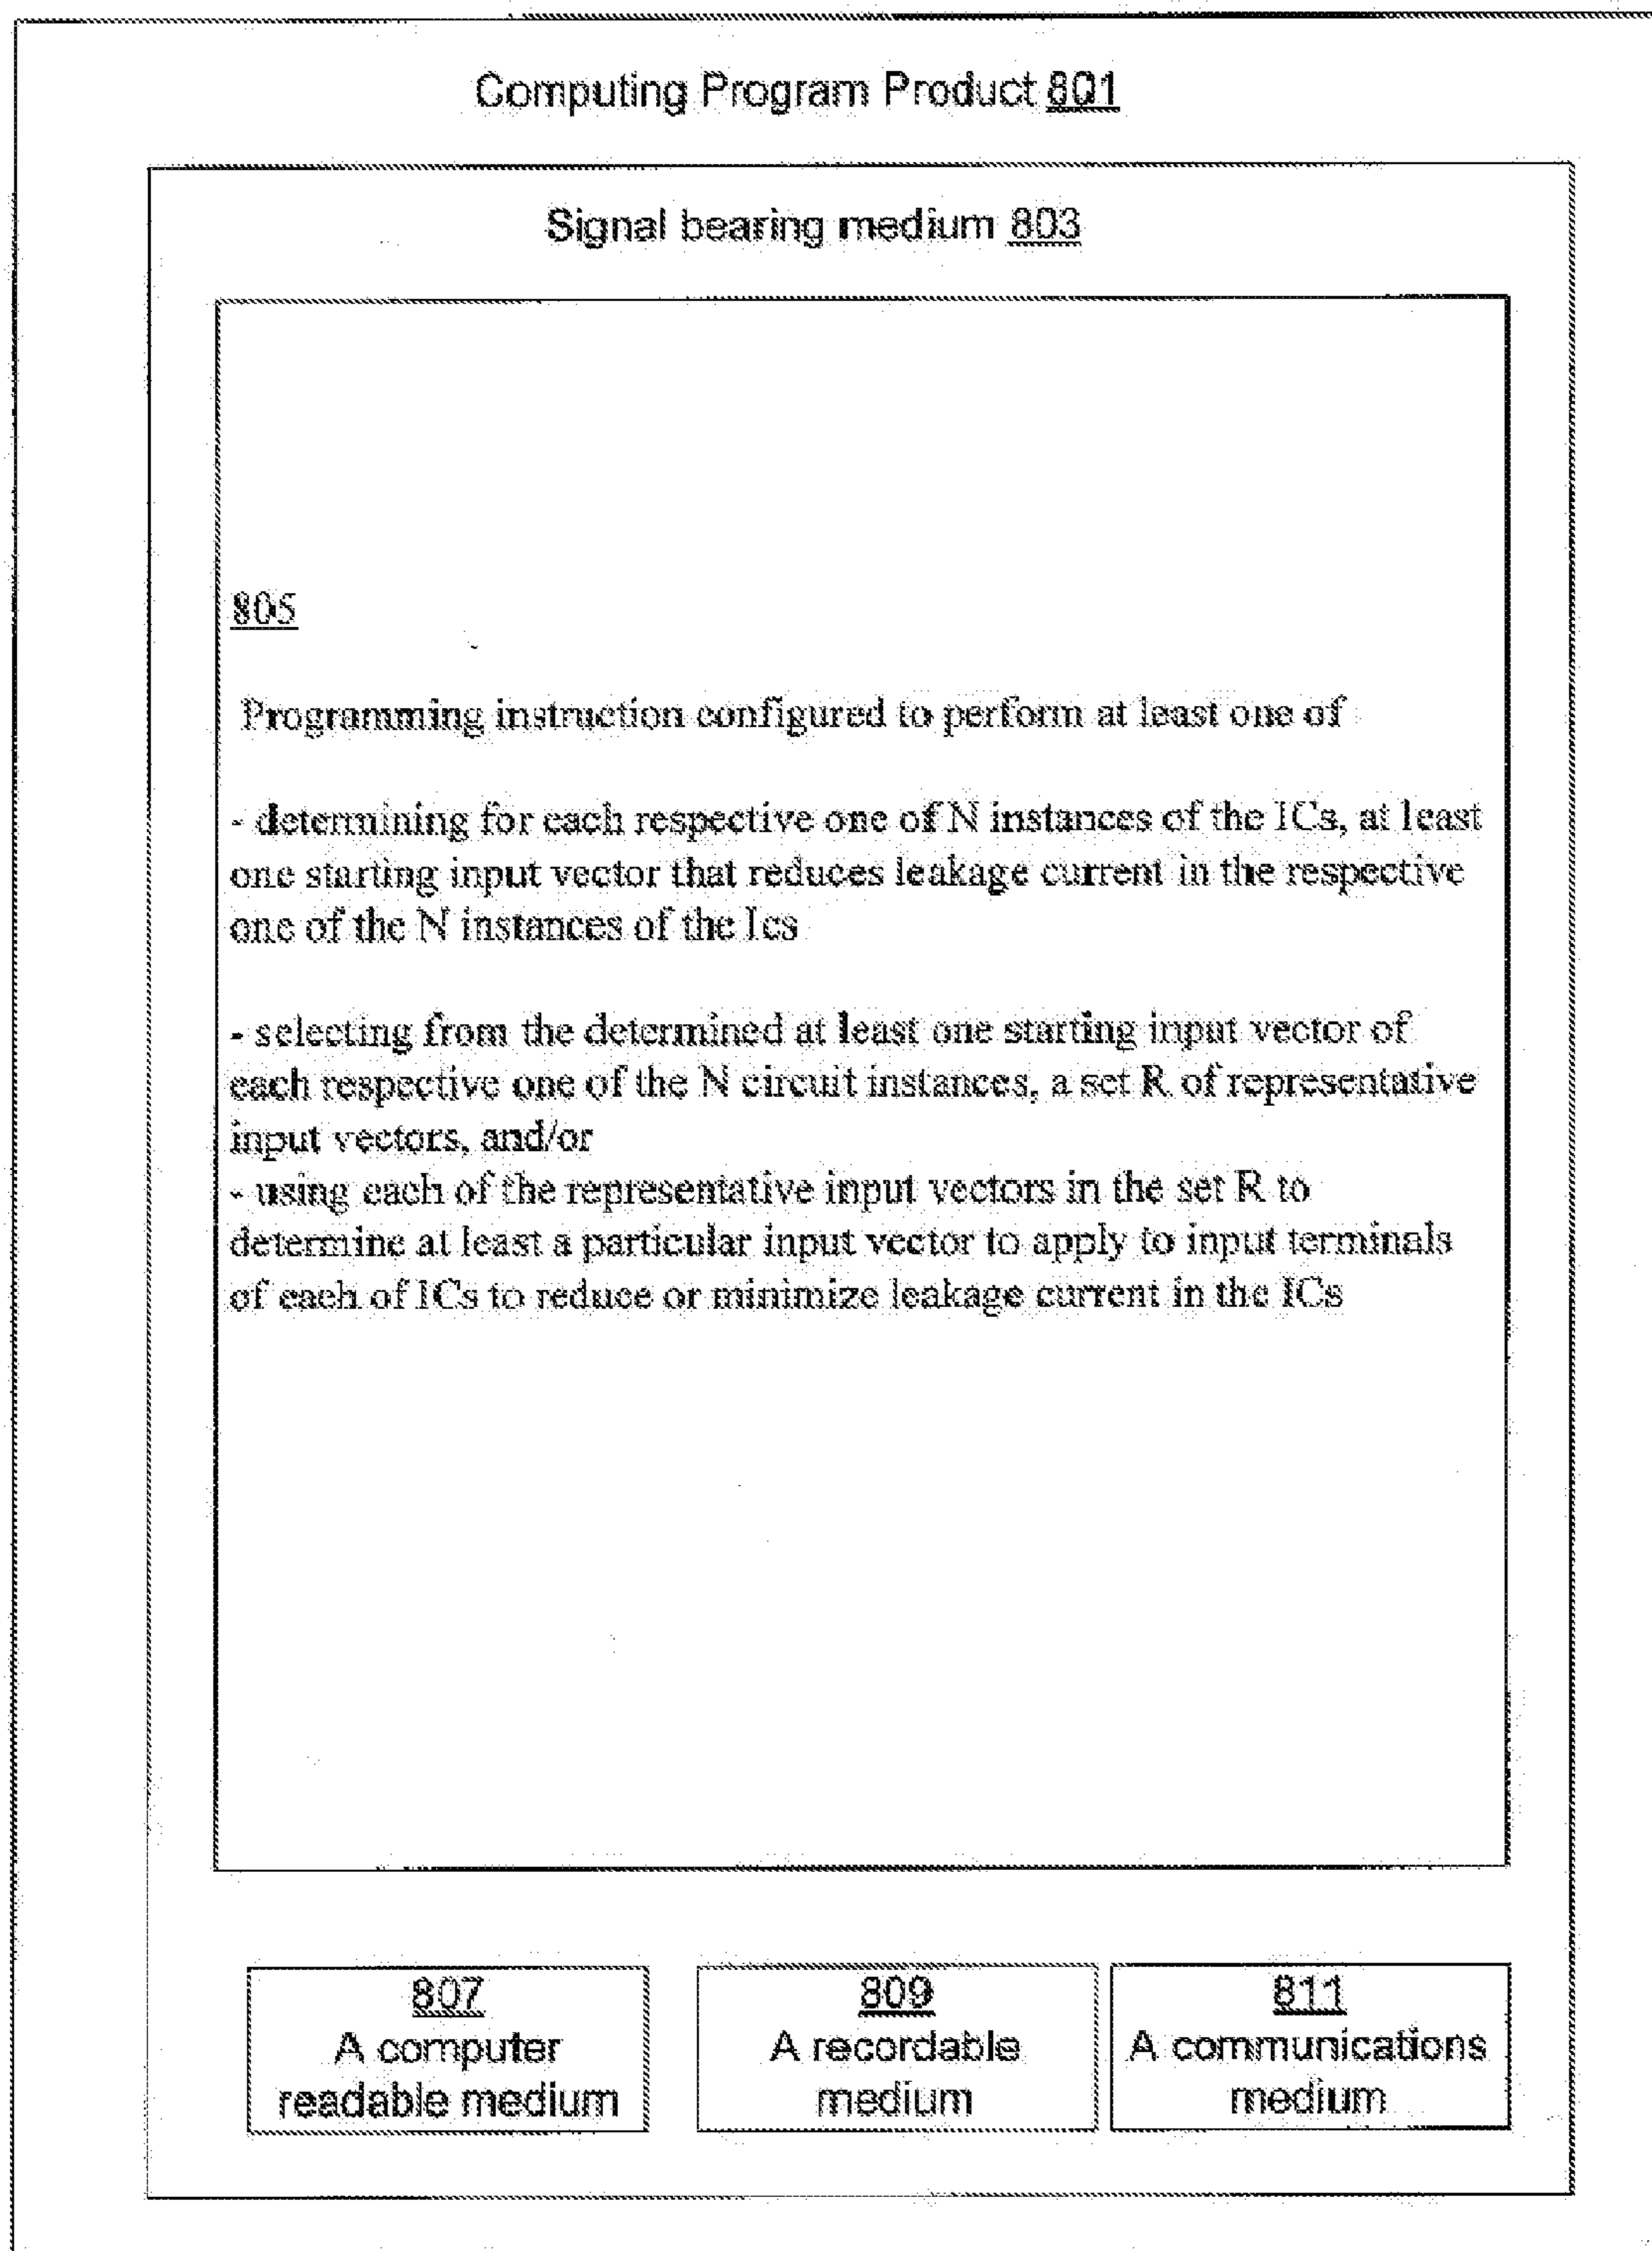 Computing Program Product 801
Signal bearing medium 803
805
Programming instruction configured to perform at least one of
- determining for each respective one of N instances of the ICs, at least
one starting input vector that reduces leakage current in the respective
one of the N instances of the Ics
- selecting from the determined at least one starting input vector of
each respective one of the N circuit instances, a set R of representative
input vectors, and/or
- using each of the representative input vectors in the set R to
determine at least a particular input vector to apply to input terminals
of each of ICs to reduce or minimize leakage current in the ICs
807
A computer
readable medium
809
A recordable
medium
811
A communications
medium